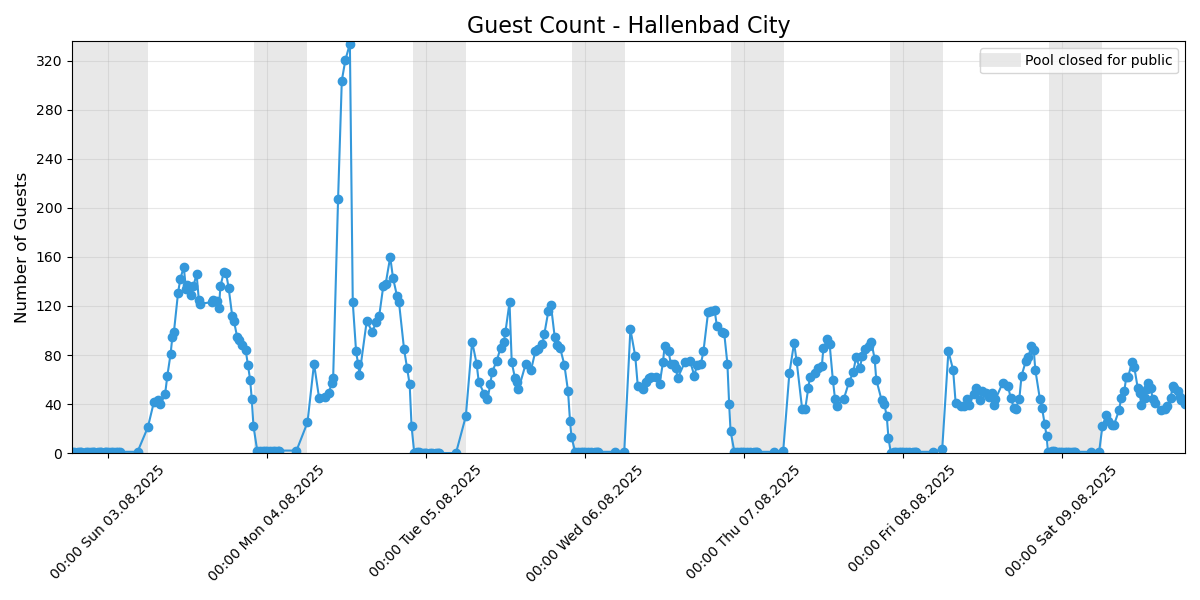 Guest Count - Hallenbad City
Pool closed for public
Number of Guests
320
280
240
200
160
120
80
40
0
00:00 Sun 03.08.2025
00:00 Mon 04.08.2025
00:00 Tue 05.08.2025
00:00 Wed 06.08.2025
00:00 Thu 07.08.2025
00:00 Fri 08.08.2025
00:00 Sat 09.08.2025